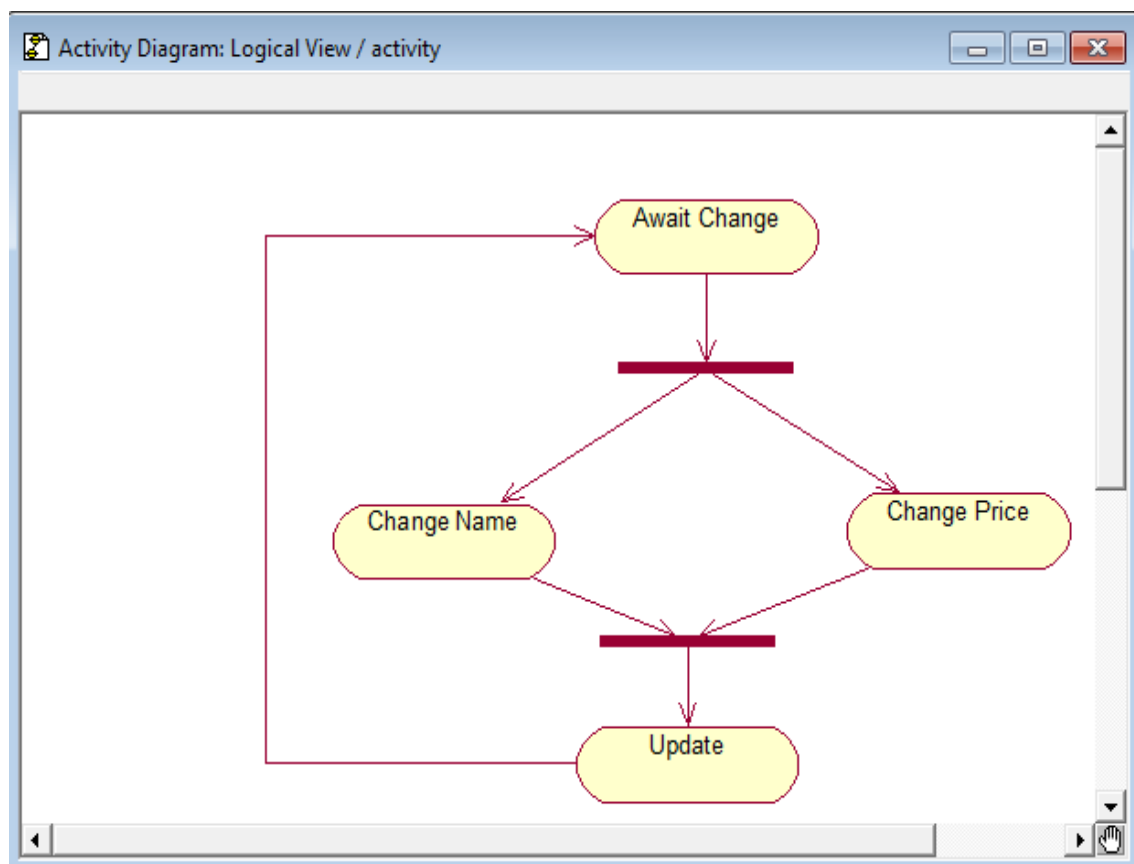 Activity Diagram: Logical View / activity
Await Change
Change Name
Change Price
Update